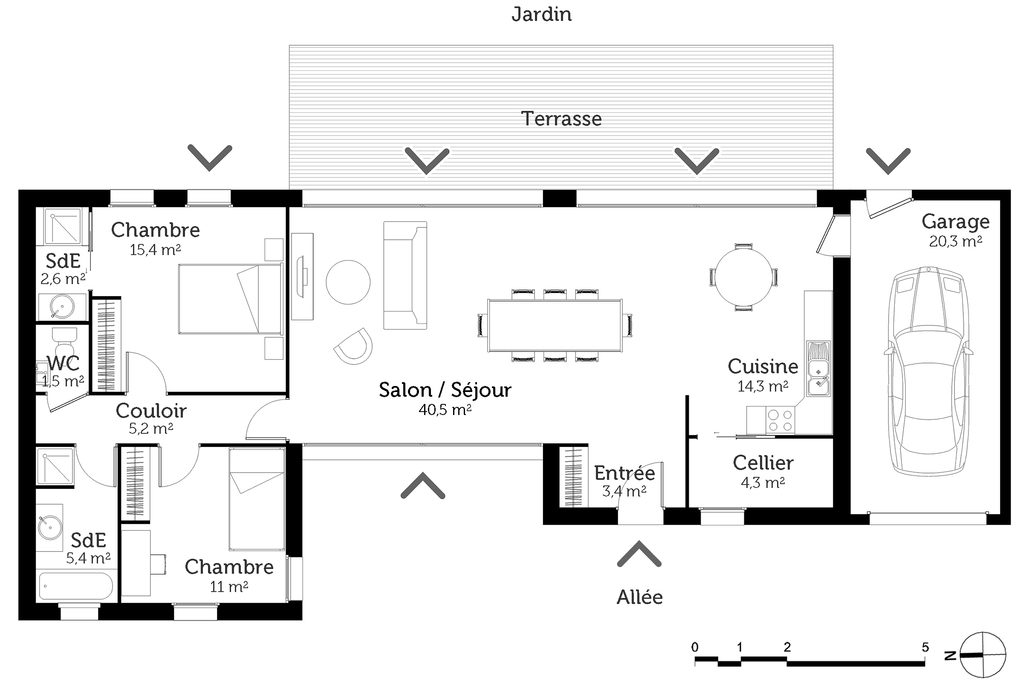 Jardin
Terrasse
Chambre
15,4 m²
Garage
20,3 m²
SdE
2,6 m²
WC
1,5 m²
Cuisine
14,3 m²
Salon / Séjour
40,5 m²
Couloir
5,2 m²
Entrée
3,4 m²
Cellier
4,3 m²
SdE
5,4 m²
Chambre
11 m²
Allée
0 1 2 5
N